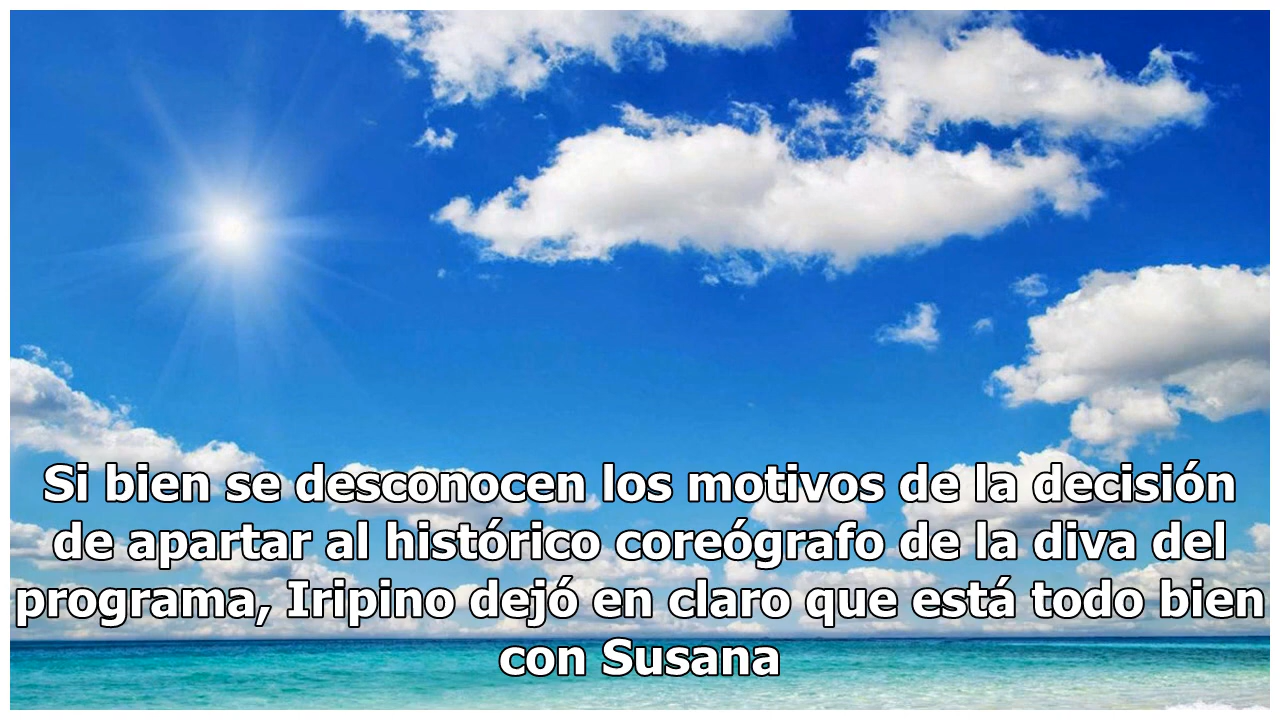 Si bien se desconocen los motivos de la decisión
de apartar al histórico coreógrafo de la diva del
programa, Iripino dejó en claro que está todo bien
con Susana